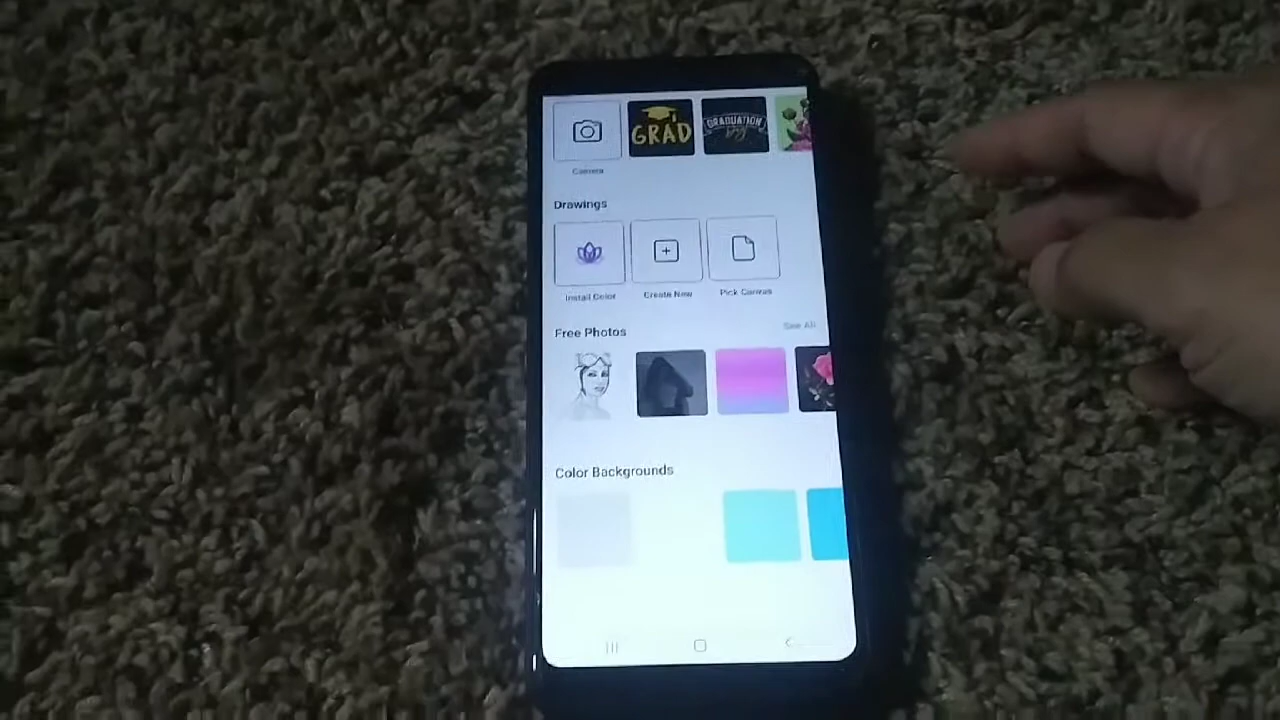 GRAD
GRADUATION
Camera
Drawings
Install Color
Create New
Pick Canvas
Free Photos
See All
Color Backgrounds